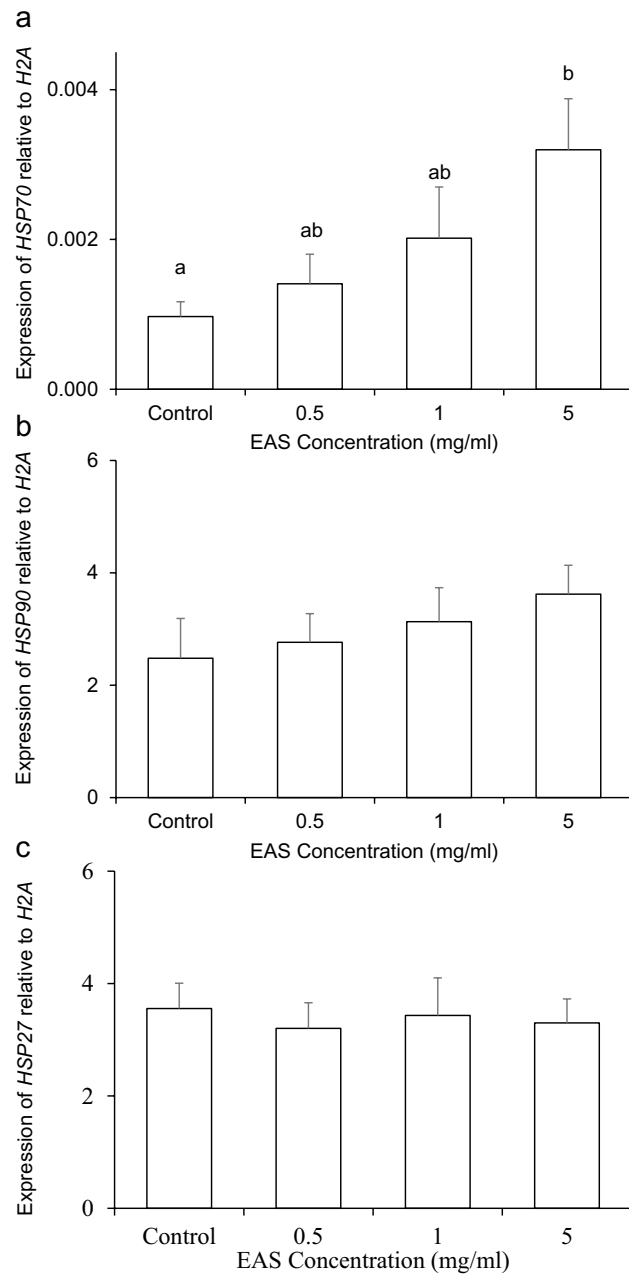 a
Expression of HSP70 relative to H2A
0.004
0.002
0.000
a
ab
ab
b
Control 0.5 1 5
EAS Concentration (mg/ml)
b
Expression of HSP90 relative to H2A
6
4
2
0
Control 0.5 1 5
EAS Concentration (mg/ml)
c
Expression of HSP27 relative to H2A
6
4
2
0
Control 0.5 1 5
EAS Concentration (mg/ml)